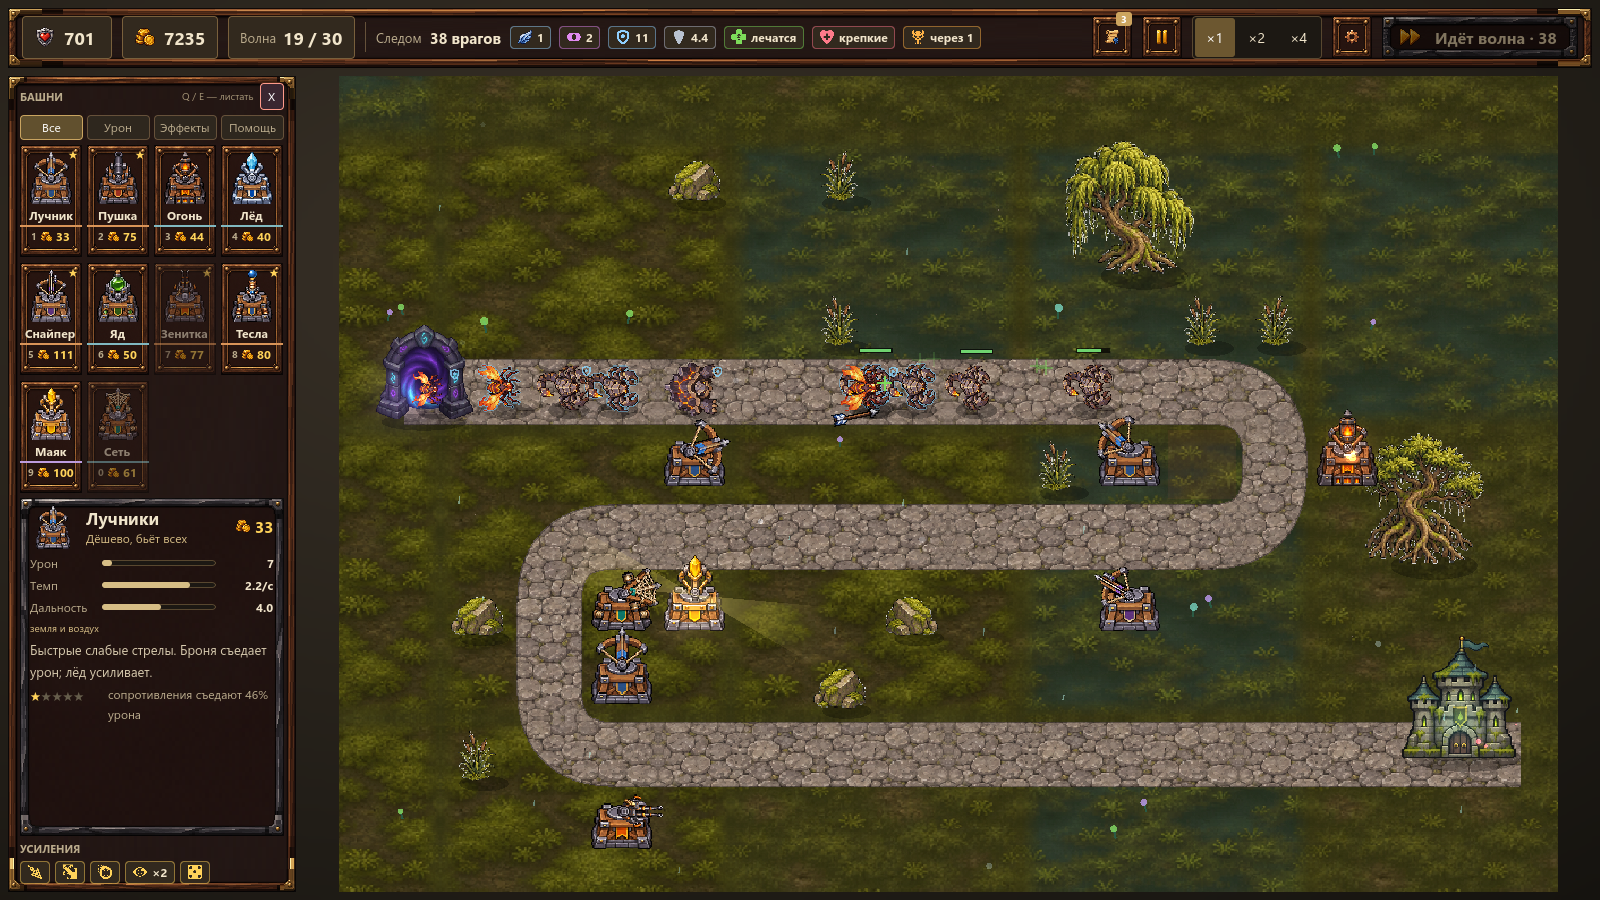 701
7235
Волна 19 / 30
Следом 38 врагов
1
2
11
4.4
лечатся
крепкие
через 1
3
×1
×2
×4
Идёт волна · 38
БАШНИ
Q / E — листать
X
Все
Урон
Эффекты
Помощь
Лучник
1 33
Пушка
2 75
Огонь
3 44
Лёд
4 40
Снайпер
5 111
Яд
6 50
Зенитка
7 77
Тесла
8 80
Маяк
9 100
Сеть
0 61
Лучники
33
Дёшево, бьёт всех
Урон 7
Темп 2.2/с
Дальность 4.0
земля и воздух
Быстрые слабые стрелы. Броня съедает
урон; лёд усиливает.
сопротивления съедают 46%
урона
УСИЛЕНИЯ
×2